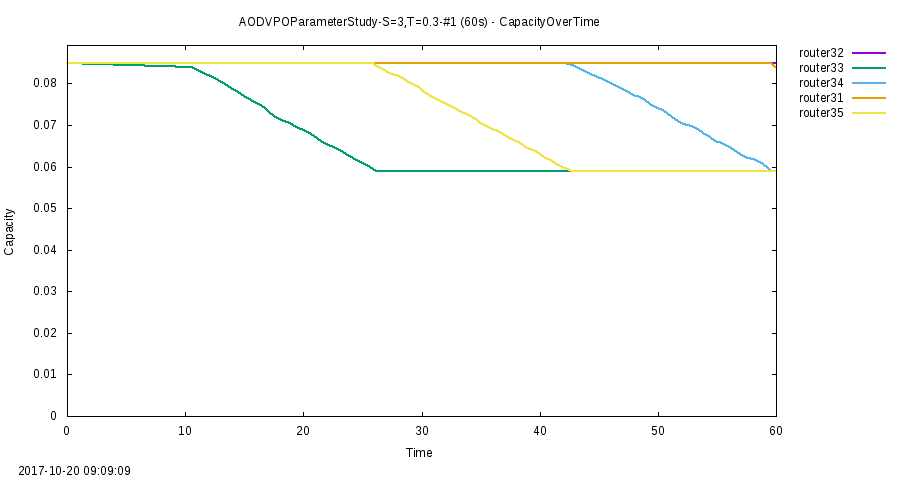 AODVPOParameterStudy-S=3,T=0.3-#1 (60s) - CapacityOverTime
router32
router33
router34
router31
router35
0.08
0.07
0.06
0.05
0.04
0.03
0.02
0.01
0
Capacity
0 10 20 30 40 50 60
Time
2017-10-20 09:09:09